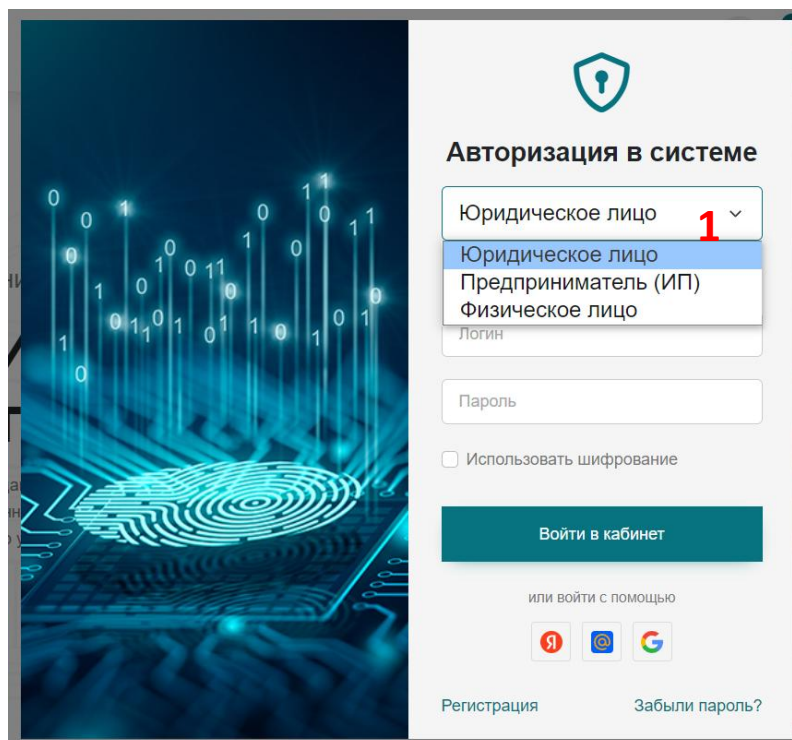 Авторизация в системе
Юридическое лицо
1
Юридическое лицо
Предприниматель (ИП)
Физическое лицо
Логин
Пароль
Использовать шифрование
Войти в кабинет
или войти с помощью
Я @ G
Регистрация Забыли пароль?